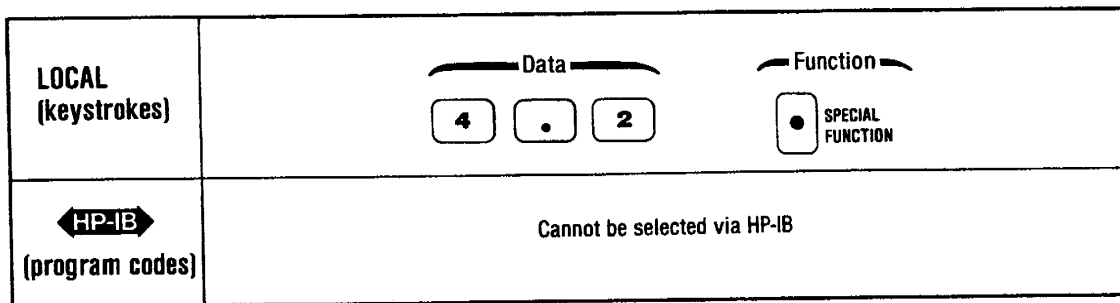 LOCAL
(keystrokes)
Data
Function
4 . 2
SPECIAL
FUNCTION
HP-IB
(program codes)
Cannot be selected via HP-IB